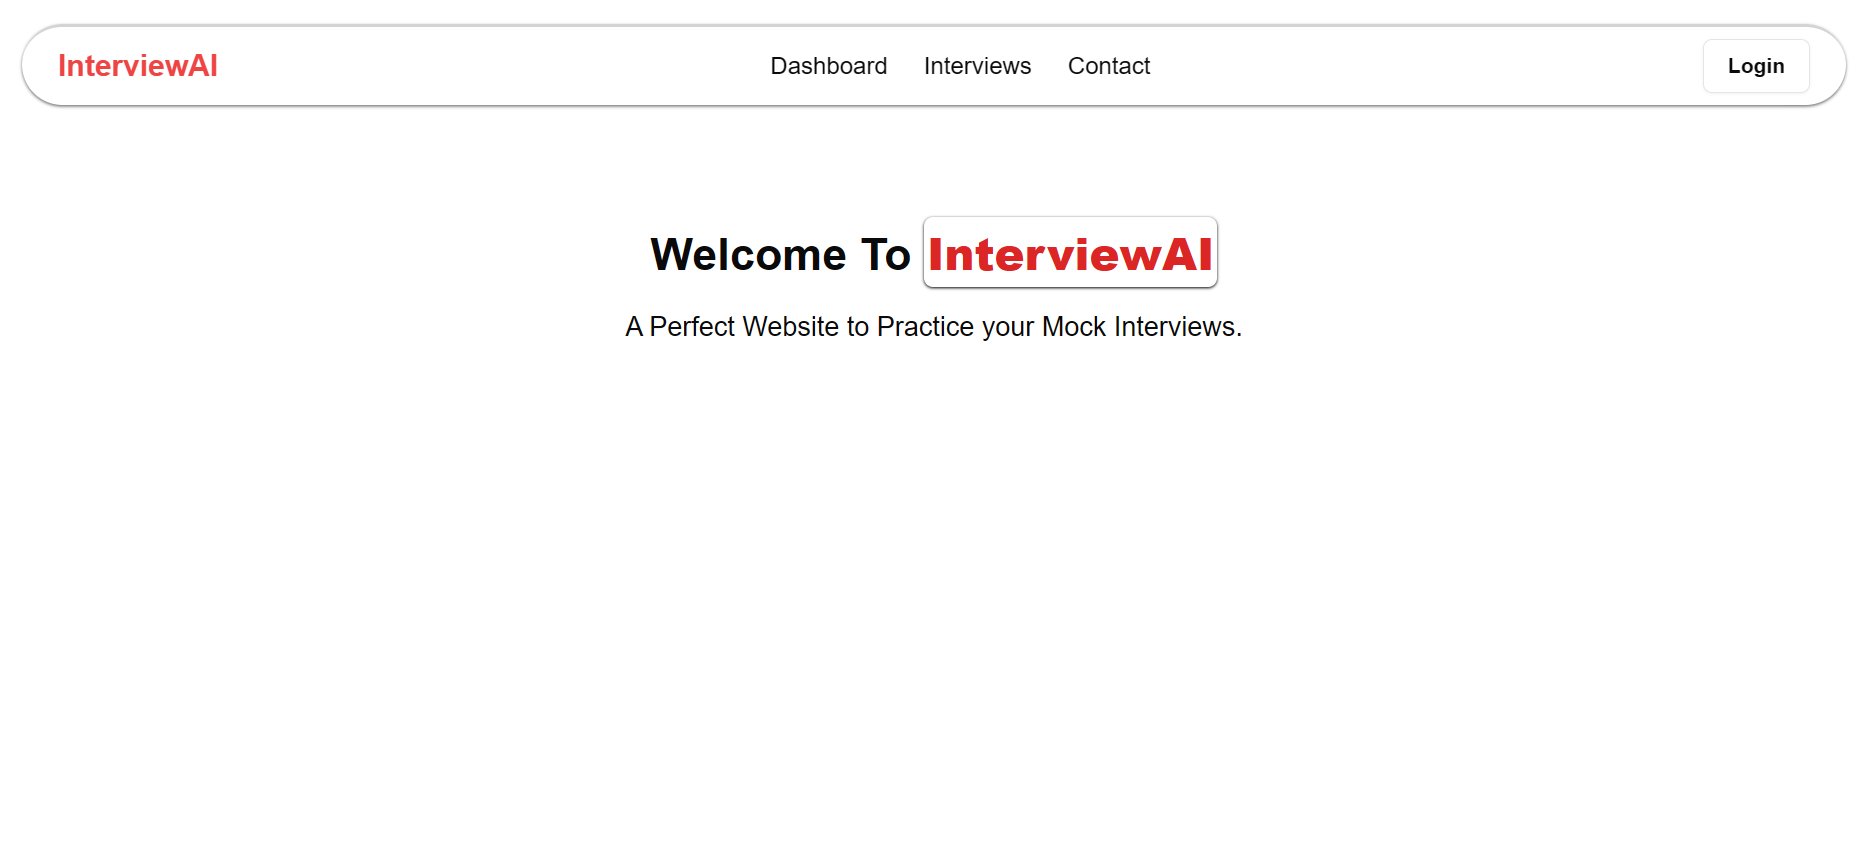 InterviewAI Dashboard Interviews Contact Login
Welcome To InterviewAI
A Perfect Website to Practice your Mock Interviews.